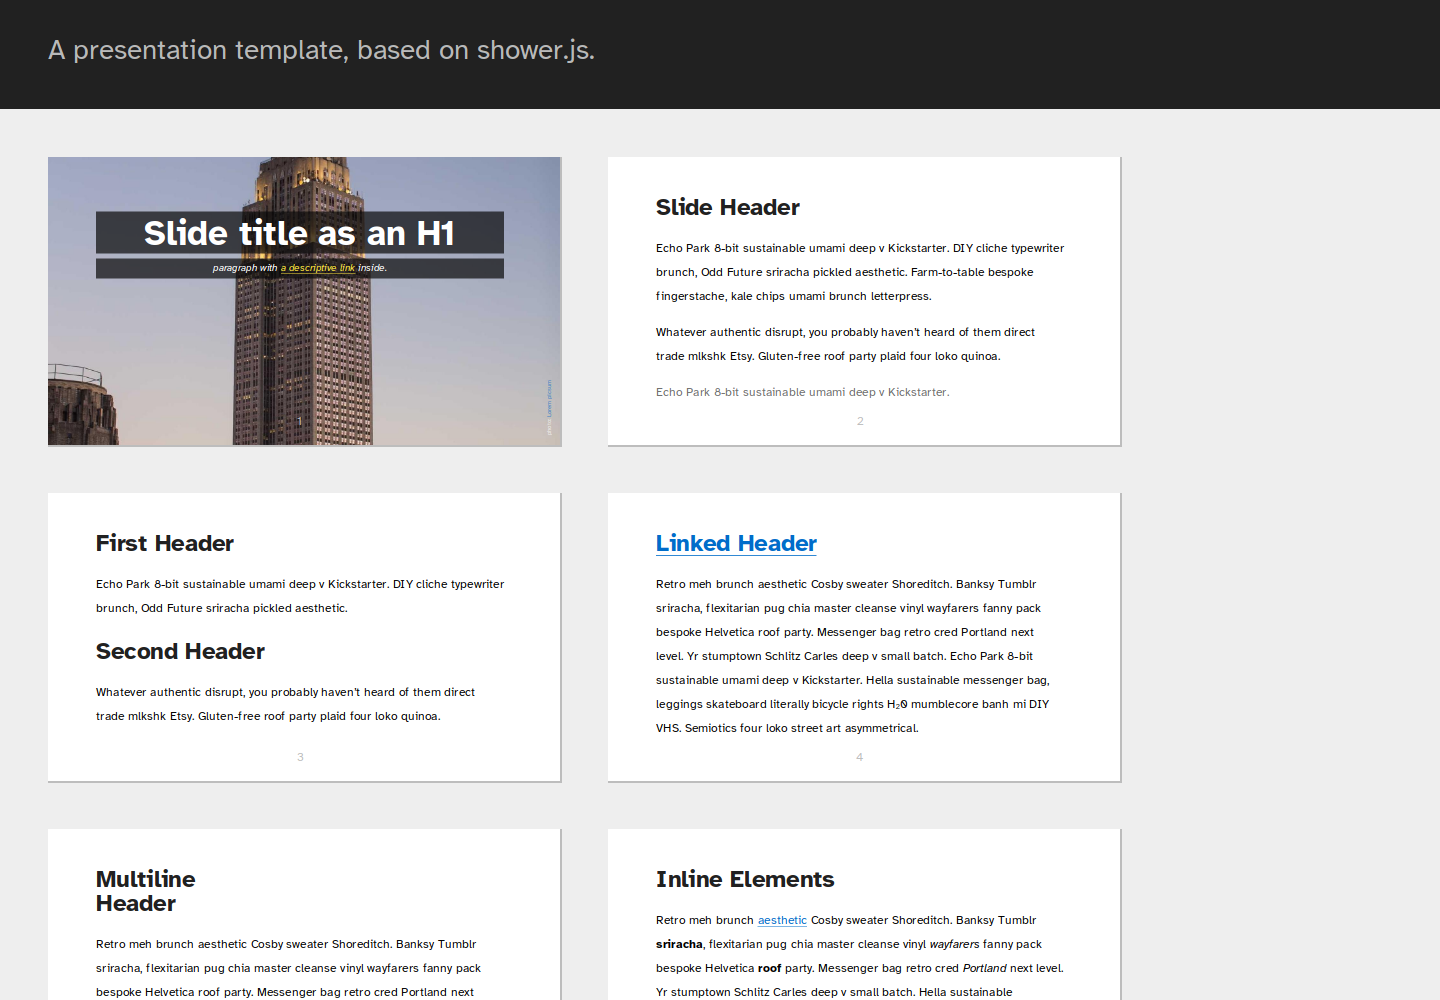 A presentation template, based on shower.js.
Slide title as an H1
paragraph with a descriptive link inside.
Lorem picsum
1
Slide Header
Echo Park 8-bit sustainable umami deep v Kickstarter. DIY cliche typewriter
brunch, Odd Future sriracha pickled aesthetic. Farm-to-table bespoke
fingerstache, kale chips umami brunch letterpress.
Whatever authentic disrupt, you probably haven't heard of them direct
trade mlkshk Etsy. Gluten-free roof party plaid four loko quinoa.
Echo Park 8-bit sustainable umami deep v Kickstarter.
2
First Header
Echo Park 8-bit sustainable umami deep v Kickstarter. DIY cliche typewriter
brunch, Odd Future sriracha pickled aesthetic.
Second Header
Whatever authentic disrupt, you probably haven't heard of them direct
trade mlkshk Etsy. Gluten-free roof party plaid four loko quinoa.
3
Linked Header
Retro meh brunch aesthetic Cosby sweater Shoreditch. Banksy Tumblr
sriracha, flexitarian pug chia master cleanse vinyl wayfarers fanny pack
bespoke Helvetica roof party. Messenger bag retro cred Portland next
level. Yr stumptown Schlitz Carles deep v small batch. Echo Park 8-bit
sustainable umami deep v Kickstarter. Hella sustainable messenger bag,
leggings skateboard literally bicycle rights H₂0 mumblecore banh mi DIY
VHS. Semiotics four loko street art asymmetrical.
4
Multiline
Header
Retro meh brunch aesthetic Cosby sweater Shoreditch. Banksy Tumblr
sriracha, flexitarian pug chia master cleanse vinyl wayfarers fanny pack
bespoke Helvetica roof party. Messenger bag retro cred Portland next
Inline Elements
Retro meh brunch aesthetic Cosby sweater Shoreditch. Banksy Tumblr
sriracha, flexitarian pug chia master cleanse vinyl wayfarers fanny pack
bespoke Helvetica roof party. Messenger bag retro cred Portland next level.
Yr stumptown Schlitz Carles deep v small batch. Hella sustainable